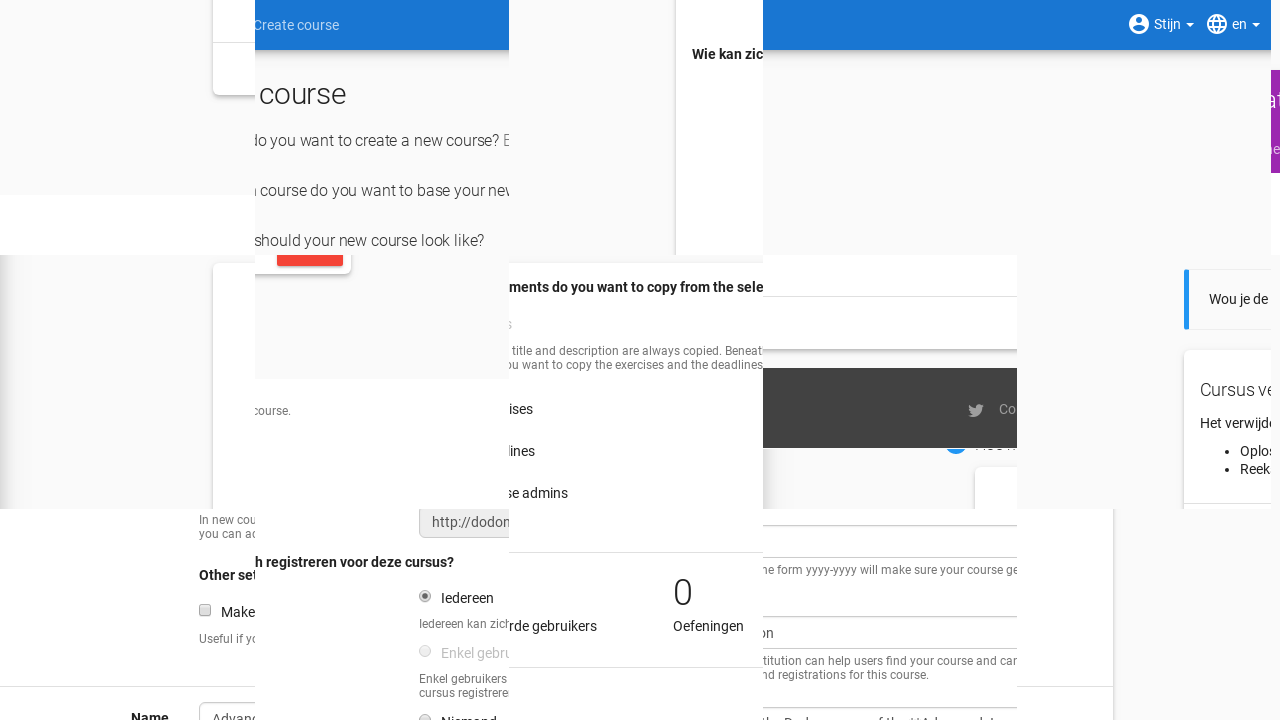 Create course
Stijn
en
Wie kan zic
course
do you want to create a new course?
course do you want to base your new
should your new course look like?
ments do you want to copy from the sele
title and description are always copied. Beneat
ou want to copy the exercises and the deadlines
ises
lines
se admins
course.
Co
Wou je de
Cursus ve
Het verwijde
Oplos
Reek
In new cou
you can ad
Other set
Make
Useful if yo
Name
Advanc
http://dodon
h registreren voor deze cursus?
Iedereen
Iedereen kan zich
Enkel gebru
Enkel gebruikers
cursus registrere
Niemand
rde gebruikers
0
Oefeningen
he form yyyy-yyyy will make sure your course ge
on
titution can help users find your course and can
nd registrations for this course.